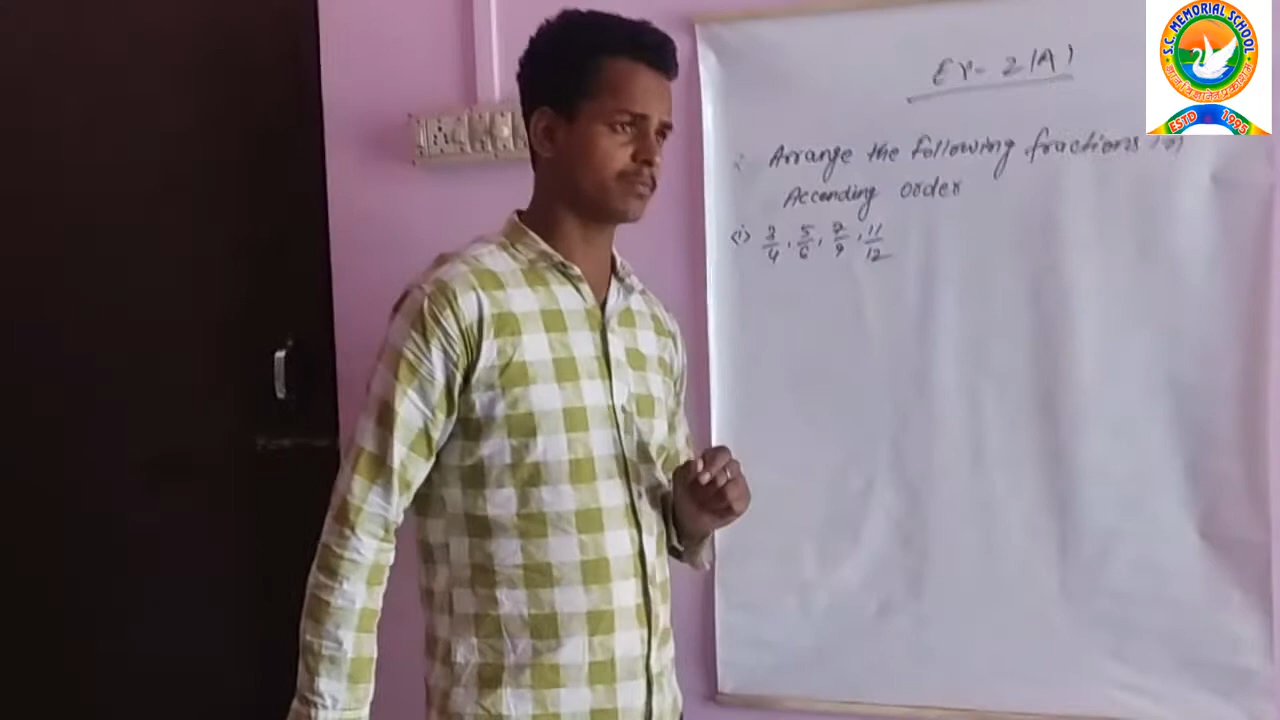 Ex- 2(A)
Arrange the following fractions in
Accending order
(i) 3/4, 5/6, 7/9, 11/12
S.C. MEMORIAL SCHOOL
ESTD 1995